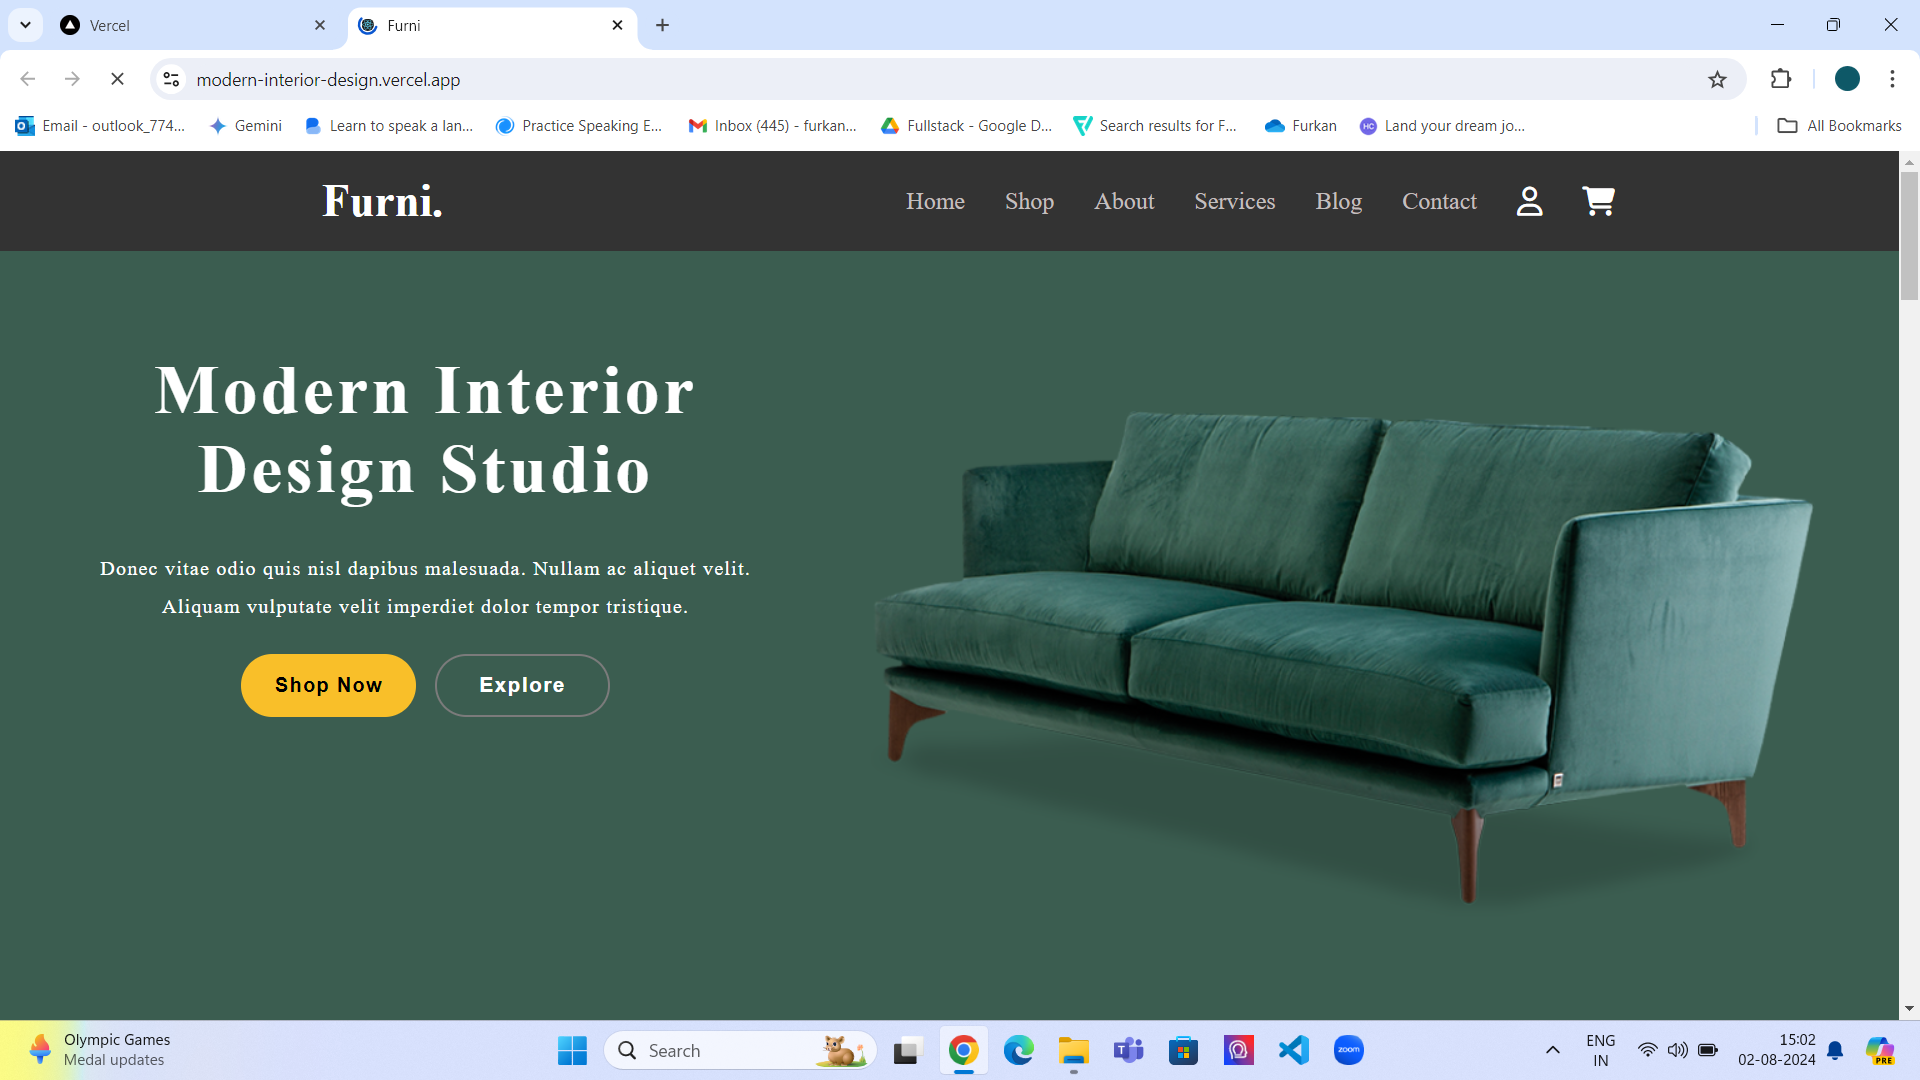 Vercel
Furni
modern-interior-design.vercel.app
Email - outlook_774...
Gemini
Learn to speak a lan...
Practice Speaking E...
Inbox (445) - furkan...
Fullstack - Google D...
Search results for F...
Furkan
HC
Land your dream jo...
All Bookmarks
Furni.
Home
Shop
About
Services
Blog
Contact
Modern Interior
Design Studio
Donec vitae odio quis nisl dapibus malesuada. Nullam ac aliquet velit.
Aliquam vulputate velit imperdiet dolor tempor tristique.
Shop Now
Explore
Olympic Games
Medal updates
Search
zoom
ENG
IN
15:02
02-08-2024
PRE